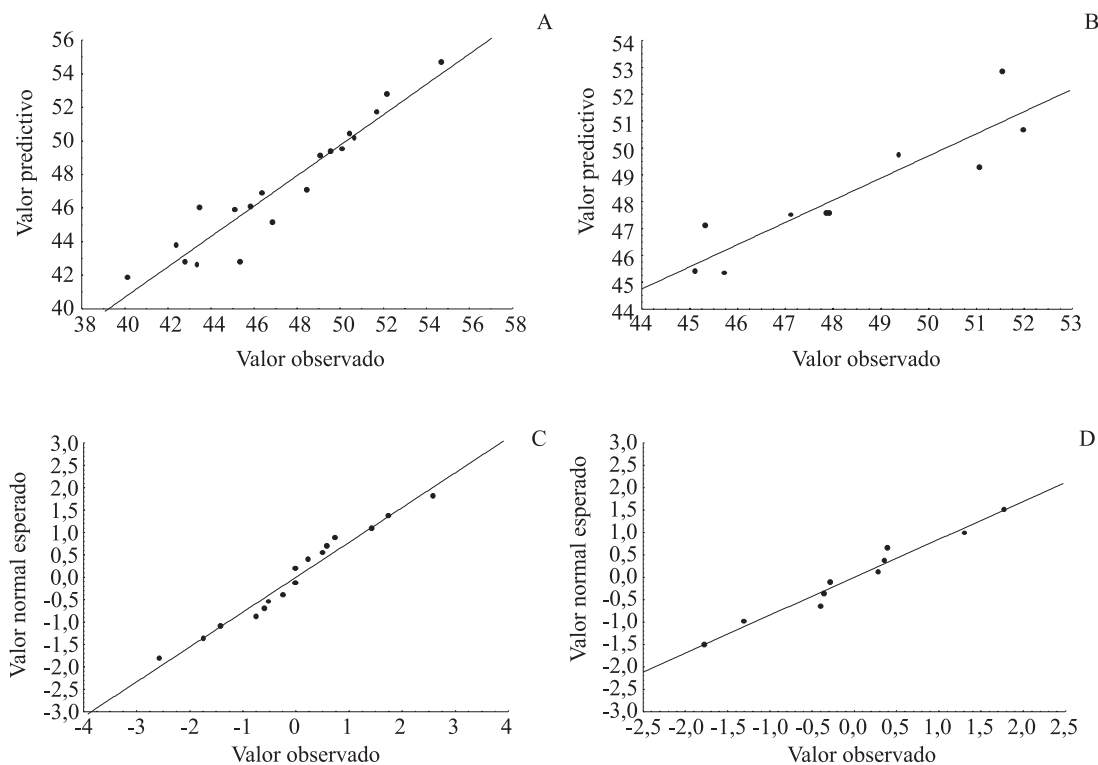 A
Valor predictivo
56
54
52
50
48
46
44
42
40
38 40 42 44 46 48 50 52 54 56 58
Valor observado
B
Valor predictivo
54
53
52
51
50
49
48
47
46
45
44
44 45 46 47 48 49 50 51 52 53
Valor observado
C
Valor normal esperado
3,0
2,5
2,0
1,5
1,0
0,5
0,0
-0,5
-1,0
-1,5
-2,0
-2,5
-3,0
-4 -3 -2 -1 0 1 2 3 4
Valor observado
D
Valor normal esperado
3,0
2,5
2,0
1,5
1,0
0,5
0,0
-0,5
-1,0
-1,5
-2,0
-2,5
-3,0
-2,5 -2,0 -1,5 -1,0 -0,5 0,0 0,5 1,0 1,5 2,0 2,5
Valor observado